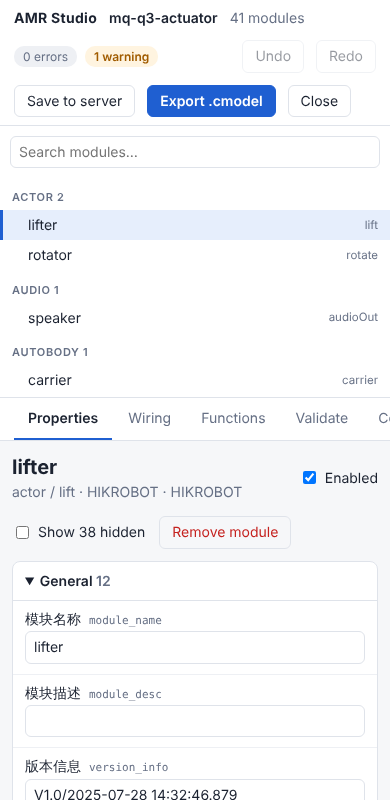 AMR Studio mq-q3-actuator 41 modules
0 errors 1 warning Undo Redo
Save to server Export .cmodel Close
Search modules...
ACTOR 2
lifter lift
rotator rotate
AUDIO 1
speaker audioOut
AUTOBODY 1
carrier carrier
Properties Wiring Functions Validate
lifter
actor / lift · HIKROBOT · HIKROBOT
Enabled
Show 38 hidden Remove module
▼ General 12
模块名称 module_name
lifter
模块描述 module_desc
版本信息 version_info
V1.0/2025-07-28 14:32:46.879